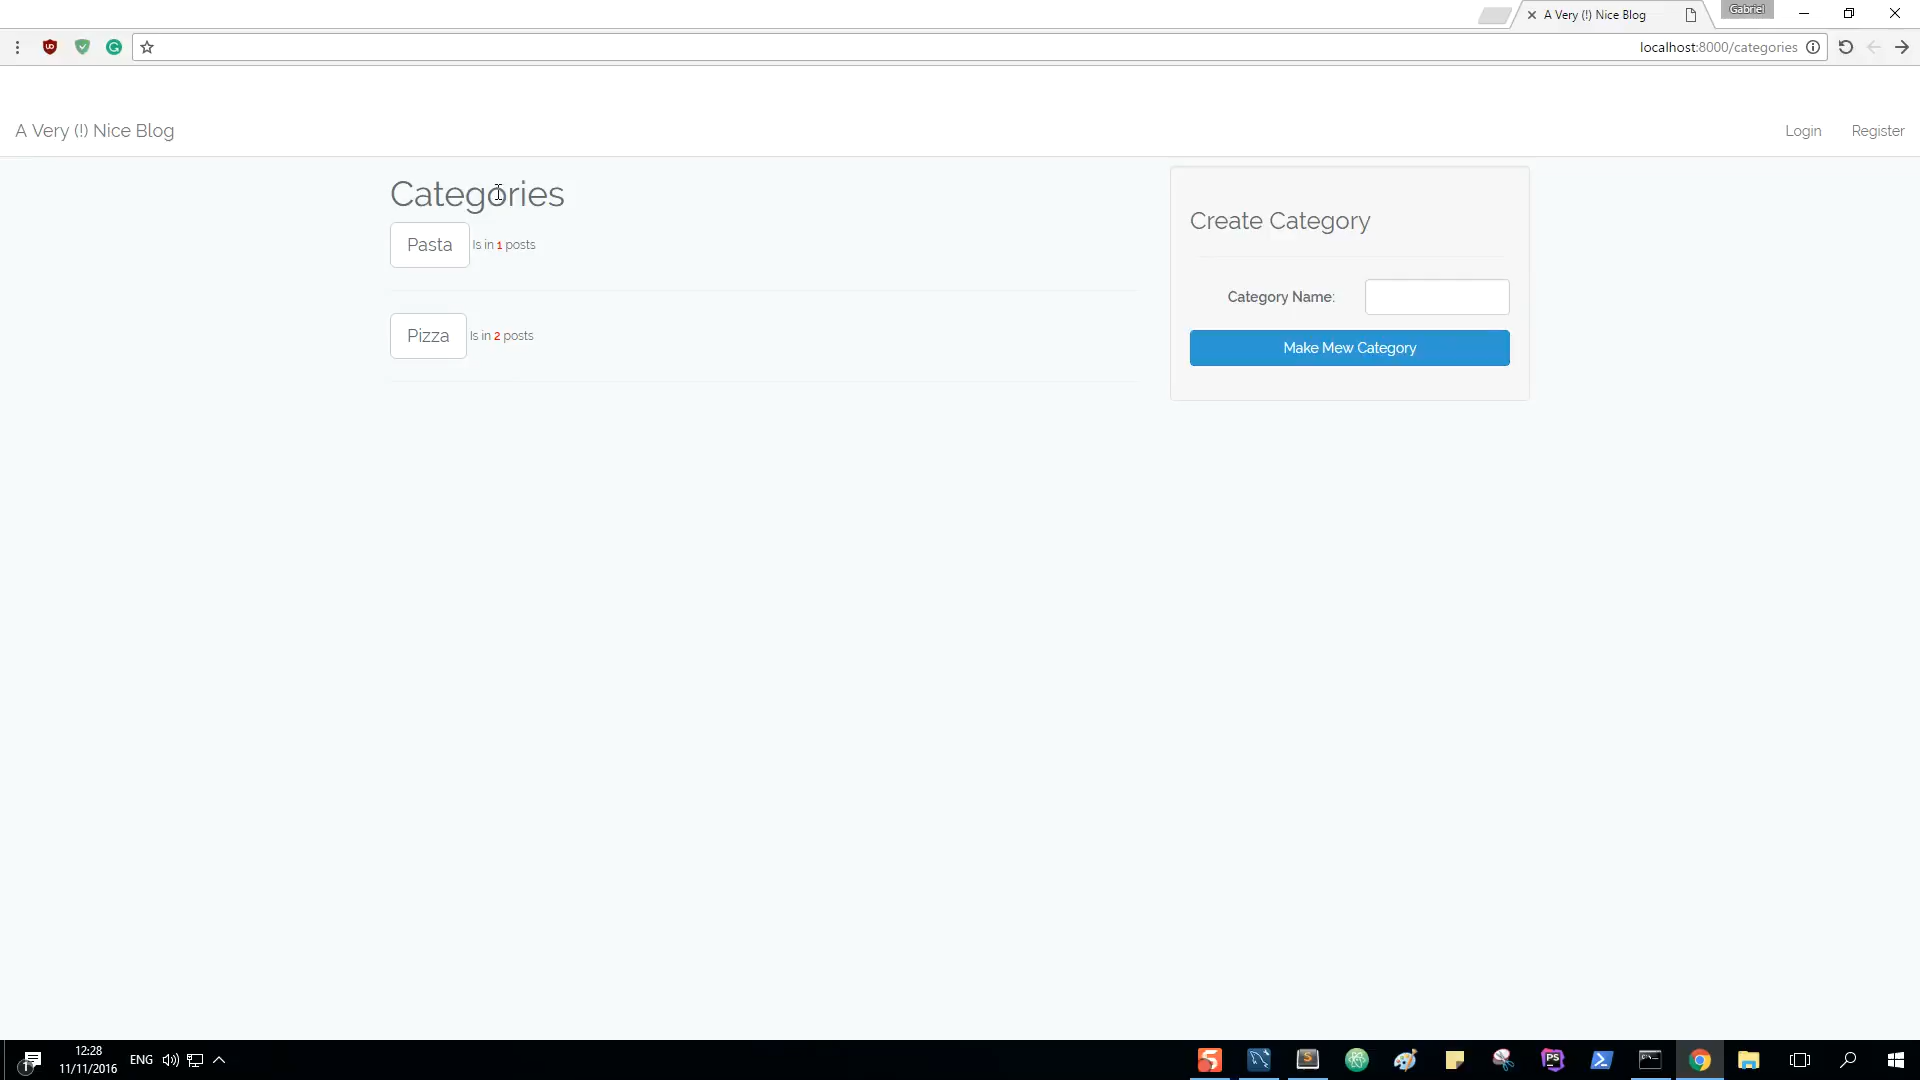 A Very (!) Nice Blog
Gabriel
localhost:8000/categories
A Very (!) Nice Blog
Login
Register
Categories
Pasta Is in 1 posts
Pizza Is in 2 posts
Create Category
Category Name:
Make Mew Category
12:28
11/11/2016
ENG